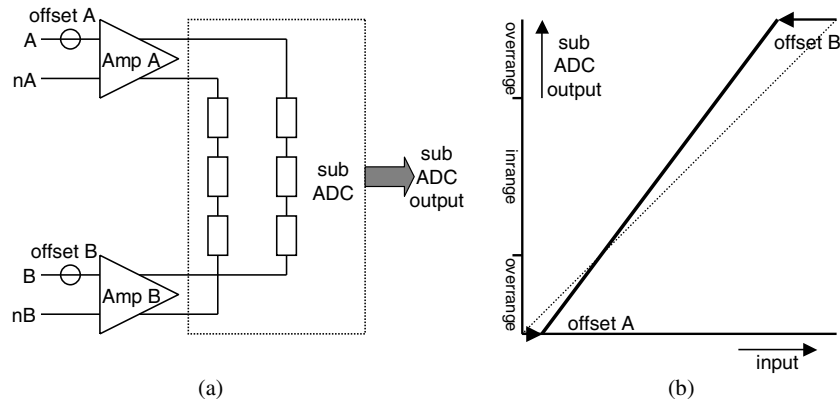 offset A
A
Amp A
nA
sub
ADC
sub
ADC
output
offset B
B
Amp B
nB
(a)
overrange
inrange
overrange
sub
ADC
output
offset B
offset A
input
(b)